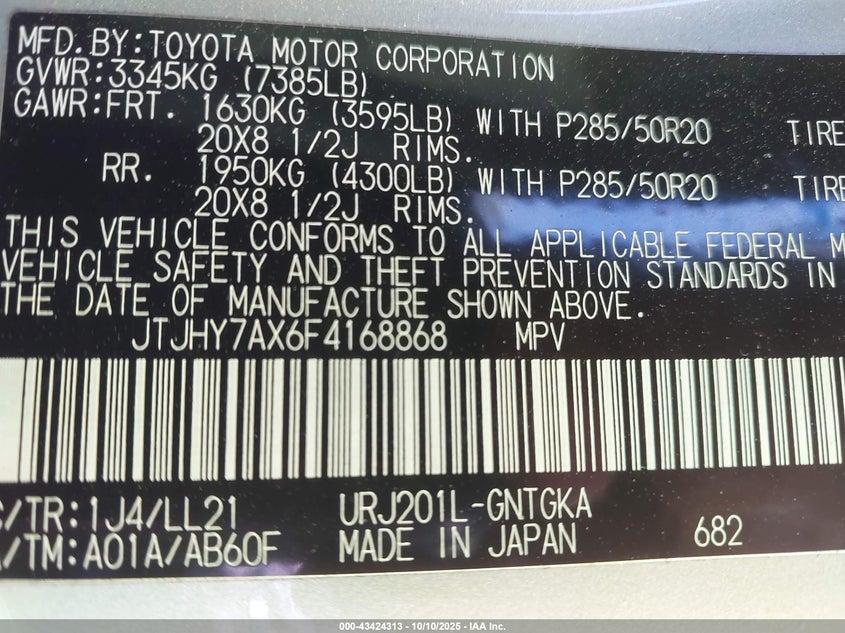 MFD.BY:TOYOTA MOTOR CORPORATION
GVWR:3345KG (7385LB)
GAWR:FRT. 1630KG (3595LB) WITH P285/50R20 TIRE
20X8 1/2J RIMS.
RR. 1950KG (4300LB) WITH P285/50R20 TIRE
20X8 1/2J RIMS.
THIS VEHICLE CONFORMS TO ALL APPLICABLE FEDERAL M
VEHICLE SAFETY AND THEFT PREVENTION STANDARDS IN
THE DATE OF MANUFACTURE SHOWN ABOVE.
JTJHY7AX6F4168868 MPV
/TR:1J4/LL21 URJ201L-GNTGKA
/TM:A01A/AB60F MADE IN JAPAN 682
000-43424313 - 10/10/2025 - IAA Inc.